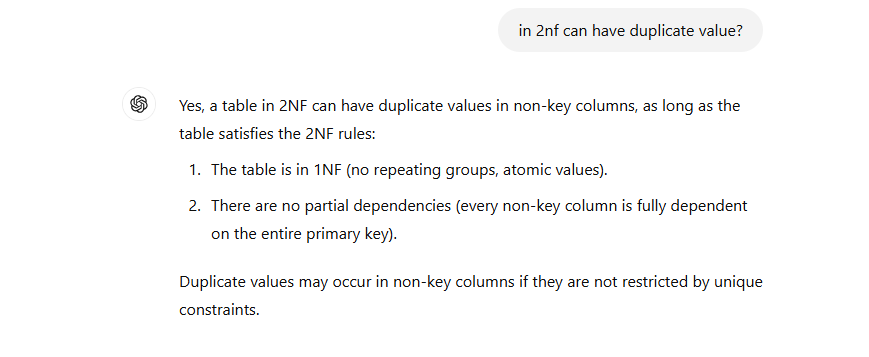 in 2nf can have duplicate value?
Yes, a table in 2NF can have duplicate values in non-key columns, as long as the
table satisfies the 2NF rules:
1. The table is in 1NF (no repeating groups, atomic values).
2. There are no partial dependencies (every non-key column is fully dependent
on the entire primary key).
Duplicate values may occur in non-key columns if they are not restricted by unique
constraints.